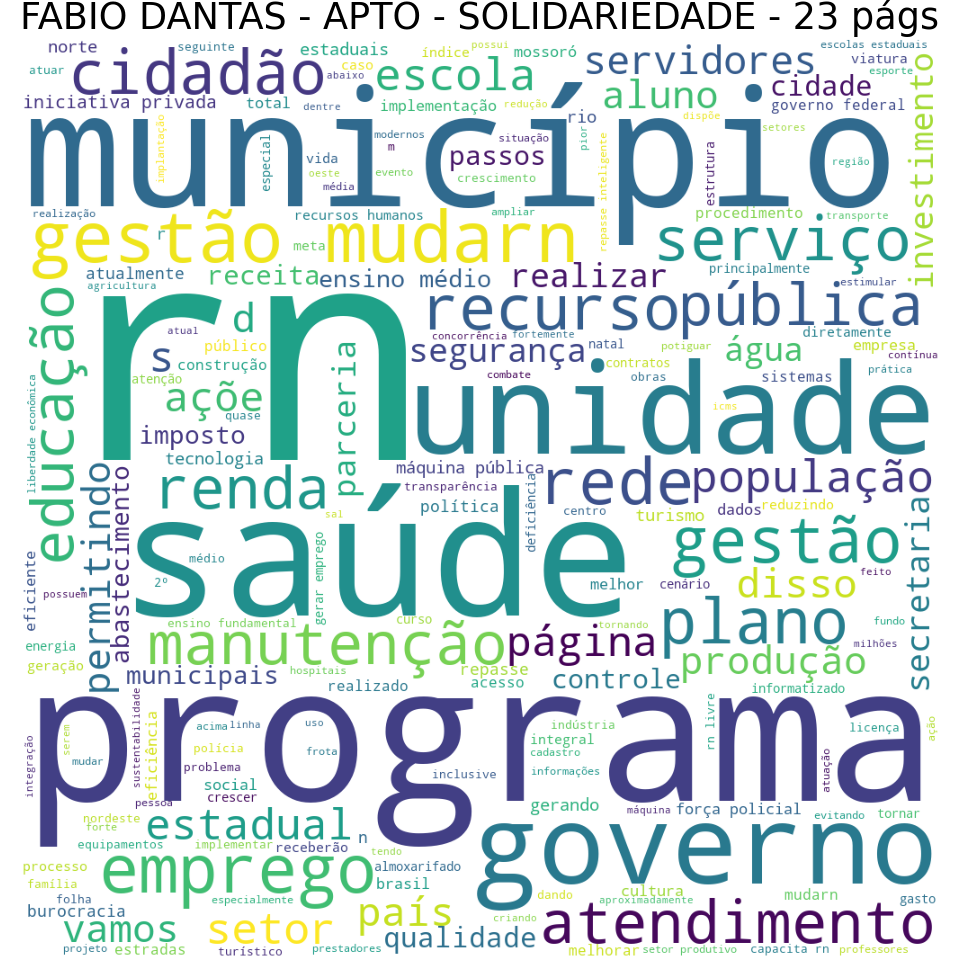 FABIO DANTAS - APTO - SOLIDARIEDADE - 23 págs
norte
seguinte
estaduais
índice
possui
mossoró
servidores
escolas estaduais
viatura
atuar
cidadão
abaixo
caso
escola
esporte
iniciativa privada
total
dentre
implementação
redução
rio
aluno
cidade
governo federal
dispõe
investimento
município
implantação
especial
modernos
m
situação
pior
setores
vida
passos
oeste
média
evento
crescimento
repasse inteligente
estrutura
região
realização
recursos humanos
ampliar
procedimento
transporte
gestão mudarn
r
meta
serviço
atualmente
agricultura
receita
ensino médio
realizar
principalmente
estimular
rn
d
recurso
pública
atual
s
público
concorrência
fortemente
natal
diretamente
construção
segurança
potiguar
água
empresa
contínua
atenção
combate
contratos
obras
sistemas
prática
educação
liberdade econômica
açõe
quase
parceria
unidade
icms
imposto
tecnologia
máquina pública
rede
população
permitindo
abastecimento
renda
transparência
política
deficiência
centro
turismo
dados
reduzindo
secretaria
saúde
sal
médio
2º
gerar emprego
gestão
eficiente
possuem
melhor
cenário
disso
feito
ensino fundamental
curso
tornando
plano
fundo
energia
manutenção
página
milhões
geração
municipais
hospitais
repasse
acesso
controle
produção
realizado
informatizado
programa
integração
serem
mudar
sustentabilidade
eficiência
acima
linha
uso
polícia
problema
frota
indústria
integral
cadastro
rn livre
licença
ação
inclusive
informações
atuação
pessoa
social
crescer
gerando
máquina
força policial
evitando
tornar
nordeste
forte
estadual
n
governo
equipamentos
implementar
receberão
tendo
processo
emprego
almoxarifado
família
brasil
folha
especialmente
dando
cultura
aproximadamente
mudarn
gasto
burocracia
vamos
setor
país
criando
atendimento
qualidade
projeto
estradas
turístico
prestadores
melhorar
setor produtivo
capacita rn
professores